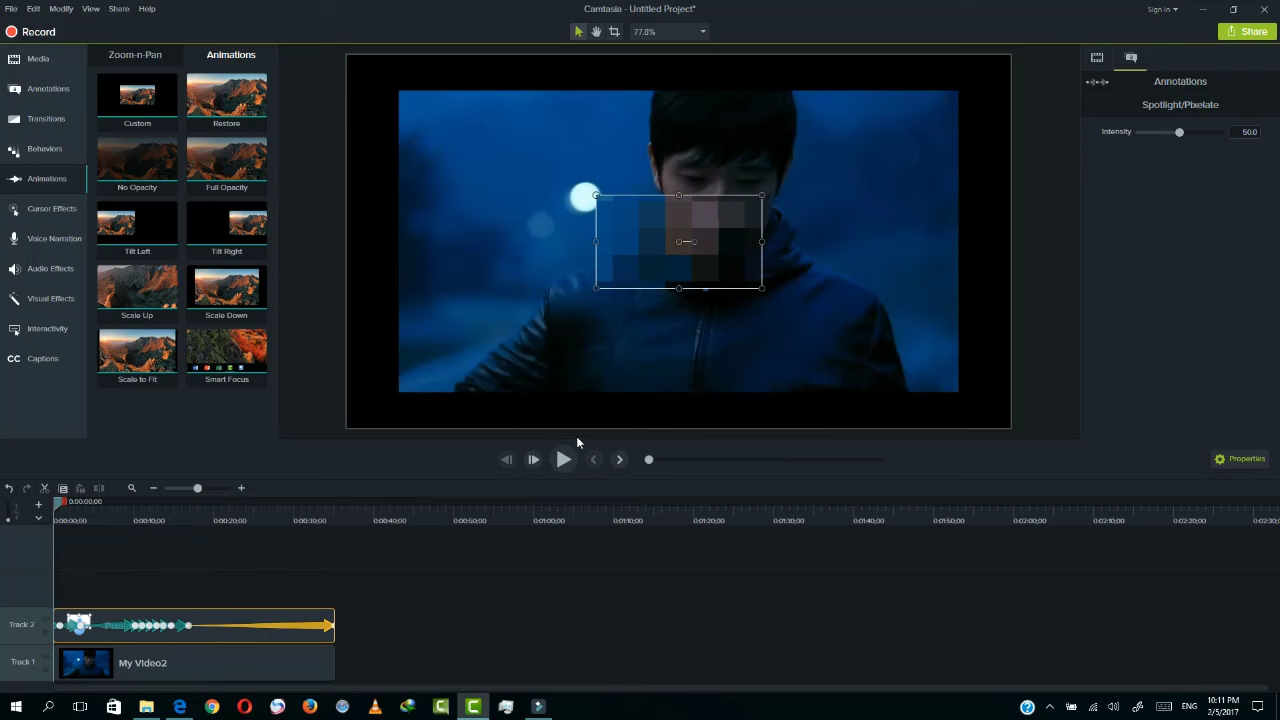 Camtasia - Untitled Project*
File Edit Modify View Share Help
Sign in
Record
77.8%
Share
Media
Annotations
Transitions
Behaviors
Animations
Cursor Effects
Voice Narration
Audio Effects
Visual Effects
Interactivity
CC Captions
Zoom-n-Pan Animations
Custom Restore
No Opacity Full Opacity
Tilt Left Tilt Right
Scale Up Scale Down
Scale to Fit Smart Focus
Annotations
Spotlight/Pixelate
Intensity 50.0
Properties
0:00:00;00
0:00:00;00 0:00:10;00 0:00:20;00 0:00:30;00 0:00:40;00 0:00:50;00 0:01:00;00 0:01:10;00 0:01:20;00 0:01:30;00 0:01:40;00 0:01:50;00 0:02:00;00 0:02:10;00 0:02:20;00
Track 2
Track 1 My Video2
ENG
10:11 PM
2/5/2017